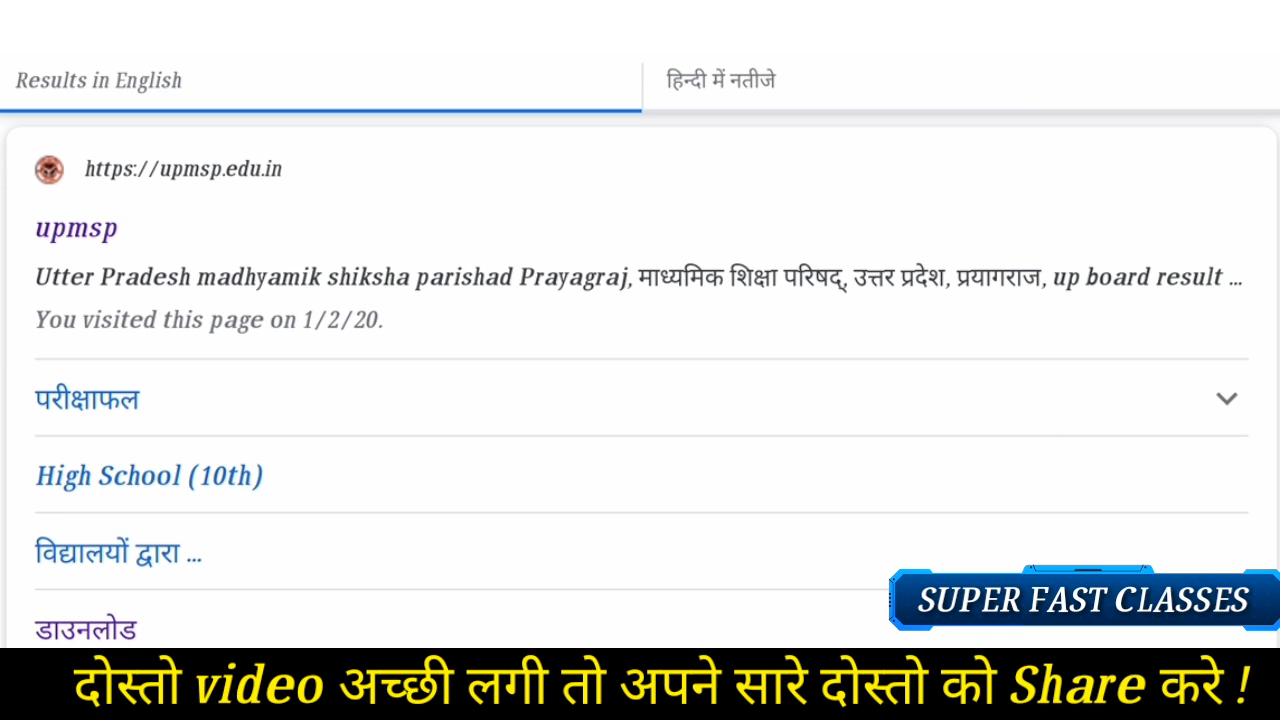 Results in English
हिन्दी में नतीजे
https://upmsp.edu.in
upmsp
Utter Pradesh madhyamik shiksha parishad Prayagraj, माध्यमिक शिक्षा परिषद्, उत्तर प्रदेश, प्रयागराज, up board result ...
You visited this page on 1/2/20.
परीक्षाफल
High School (10th)
विद्यालयों द्वारा ...
डाउनलोड
SUPER FAST CLASSES
दोस्तो video अच्छी लगी तो अपने सारे दोस्तो को Share करे !